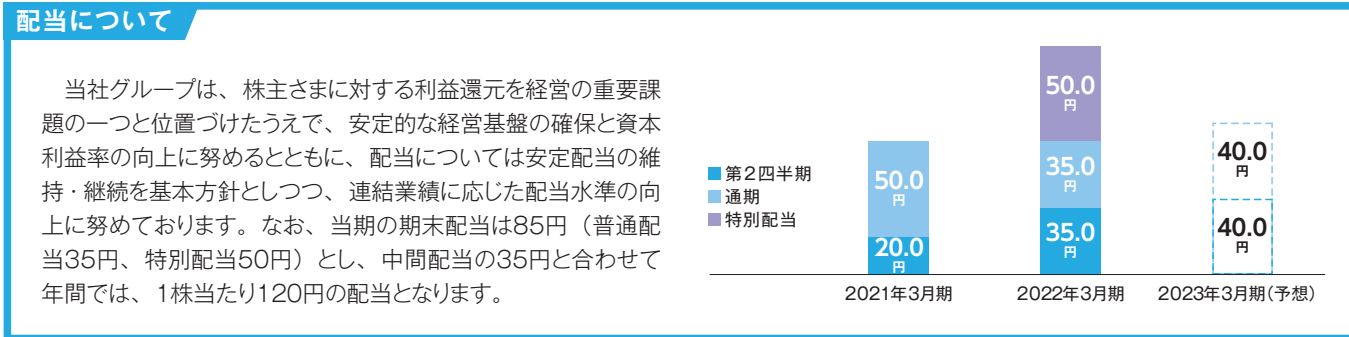 配当について
当社グループは、株主さまに対する利益還元を経営の重要課
題の一つと位置づけたうえで、安定的な経営基盤の確保と資本
利益率の向上に努めるとともに、配当については安定配当の維
持・継続を基本方針としつつ、連結業績に応じた配当水準の向
上に努めております。なお、当期の期末配当は85円（普通配
当35円、特別配当50円）とし、中間配当の35円と合わせて
年間では、1株当たり120円の配当となります。
第2四半期
通期
特別配当
50.0
円
20.0
円
50.0
円
35.0
円
35.0
円
40.0
円
40.0
円
2021年3月期
2022年3月期
2023年3月期(予想)